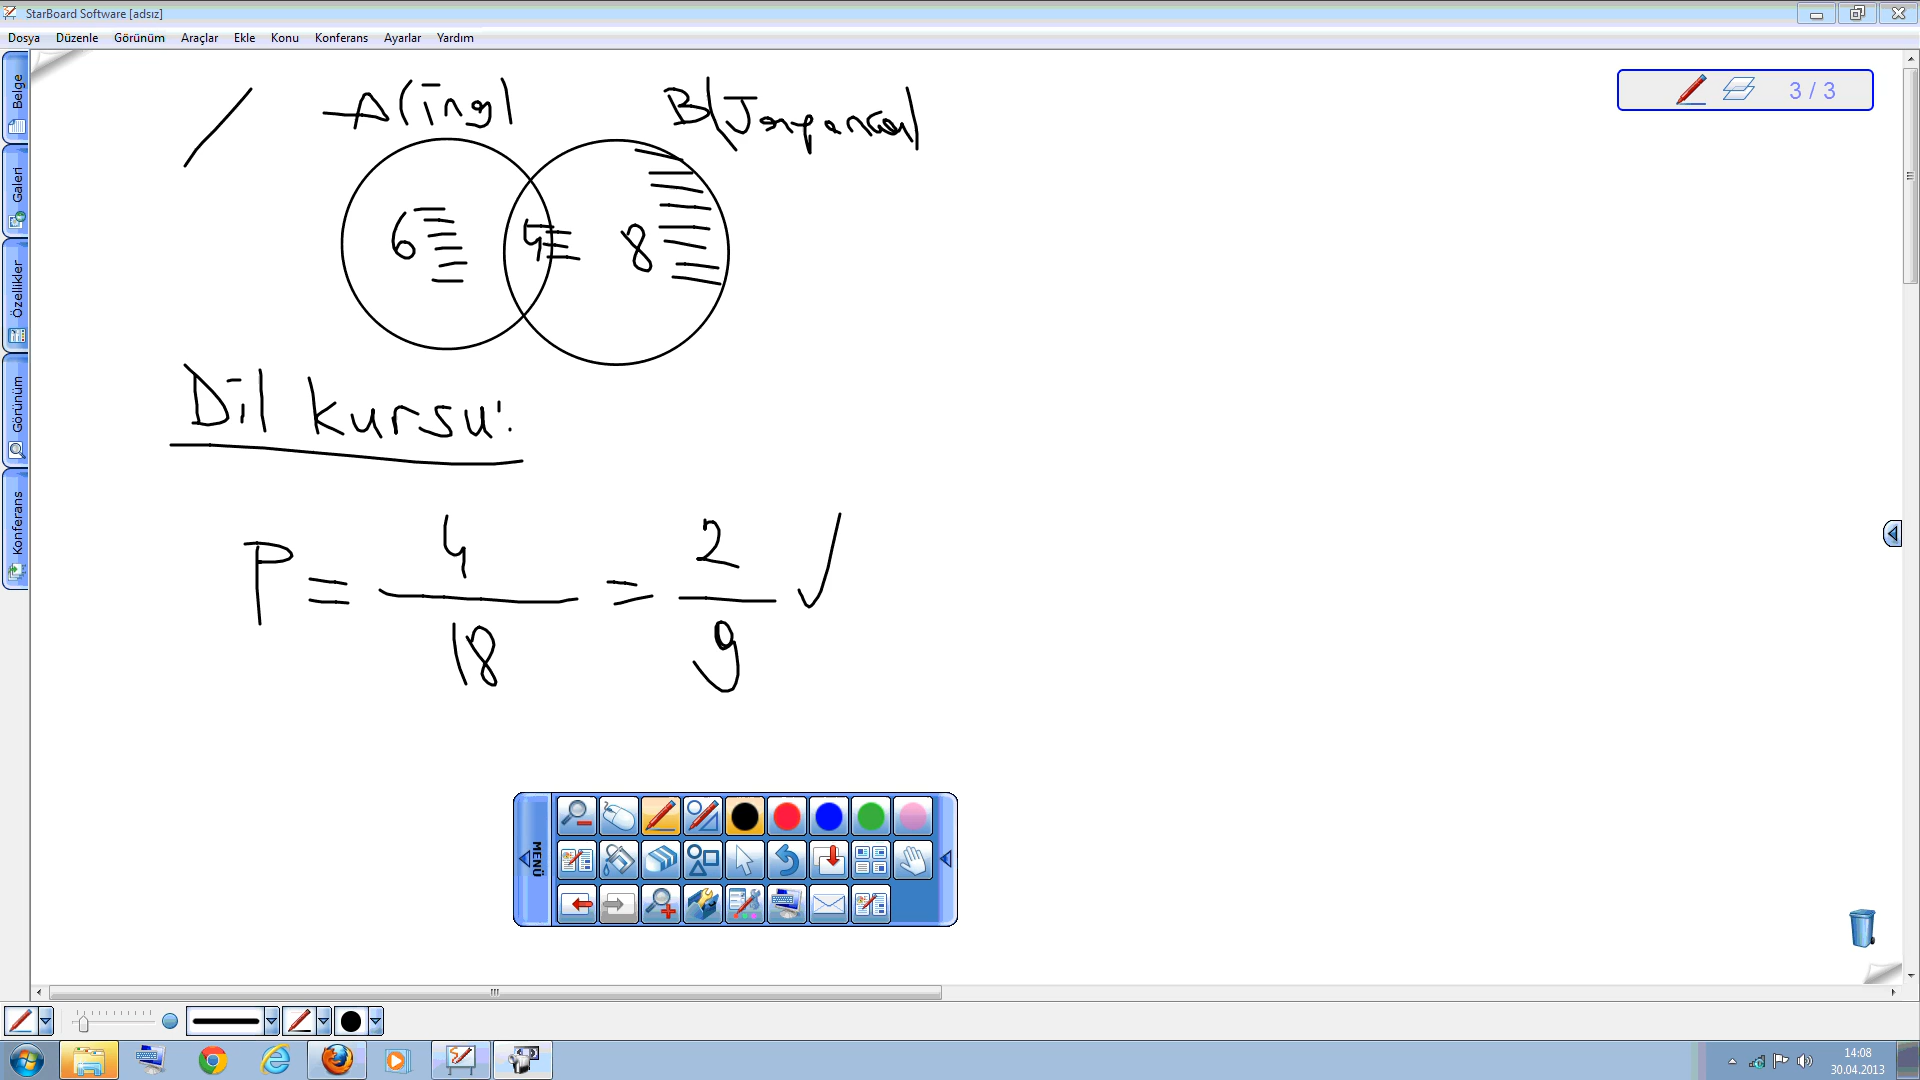 StarBoard Software [adsız]
Dosya Düzenle Görünüm Araçlar Ekle Konu Konferans Ayarlar Yardım
Belge
Galeri
Özellikler
Görünüm
Konferans
3 / 3
A(ing) B(Japonca)
6 4 8
Dil kursu:
P = 4/18 = 2/9 ✓
MENÜ
14:08
30.04.2013